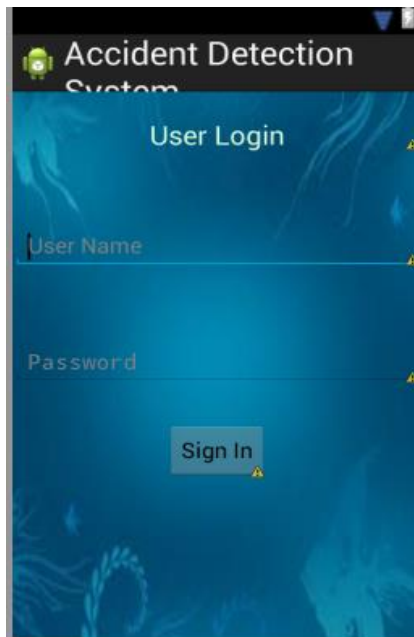 Accident Detection
System
User Login
User Name
Password
Sign In